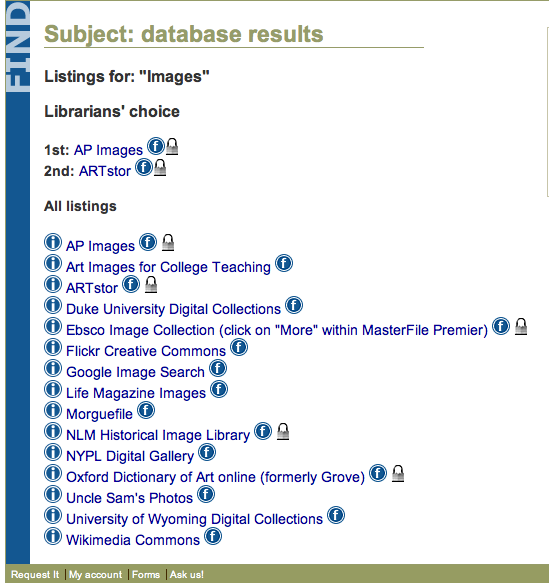 FIND
Subject: database results
Listings for: "Images"
Librarians' choice
1st: AP Images f
2nd: ARTstor f
All listings
i AP Images f
i Art Images for College Teaching f
i ARTstor f
i Duke University Digital Collections f
i Ebsco Image Collection (click on "More" within MasterFile Premier) f
i Flickr Creative Commons f
i Google Image Search f
i Life Magazine Images f
i Morguefile f
i NLM Historical Image Library f
i NYPL Digital Gallery f
i Oxford Dictionary of Art online (formerly Grove) f
i Uncle Sam's Photos f
i University of Wyoming Digital Collections f
i Wikimedia Commons f
Request It | My account | Forms | Ask us!